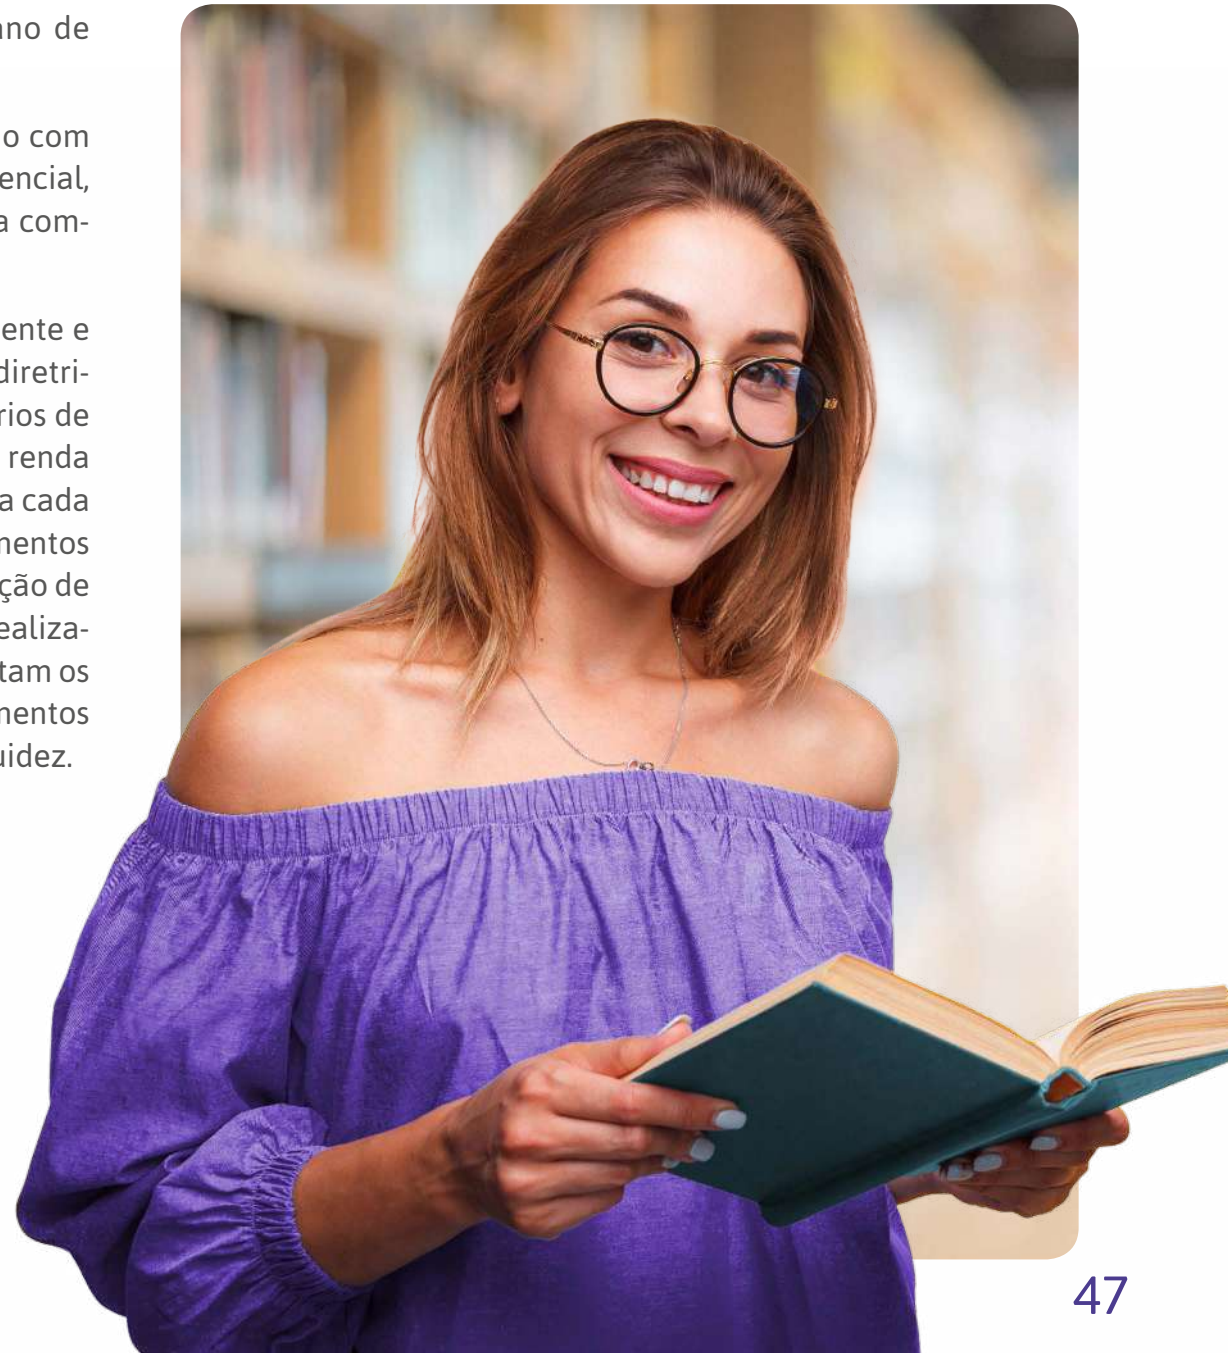 ano de
o com
encial,
a com-
ente e
diretri-
rios de
renda
a cada
mentos
ção de
ealiza-
tam os
mentos
uidez.
47